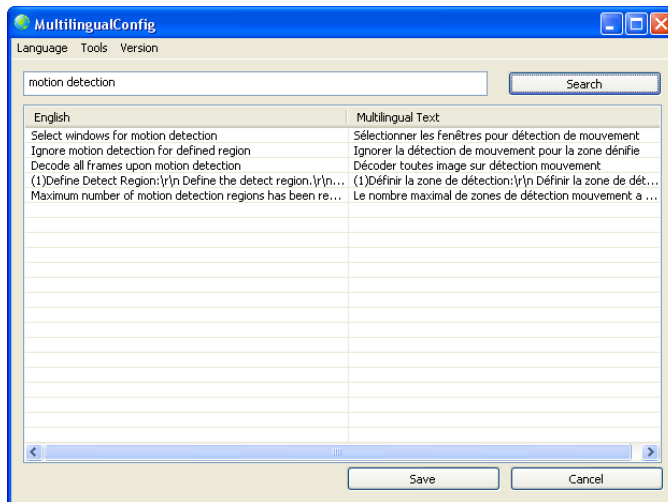 MultilingualConfig
Language Tools Version
motion detection Search
English Multilingual Text
Select windows for motion detection Sélectionner les fenêtres pour détection de mouvement
Ignore motion detection for defined region Ignorer la détection de mouvement pour la zone dénifie
Decode all frames upon motion detection Décoder toutes image sur détection mouvement
(1)Define Detect Region:\r\n Define the detect region.\r\n... (1)Définir la zone de détection:\r\n Définir la zone de dét...
Maximum number of motion detection regions has been re... Le nombre maximal de zones de détection mouvement a ...
Save Cancel